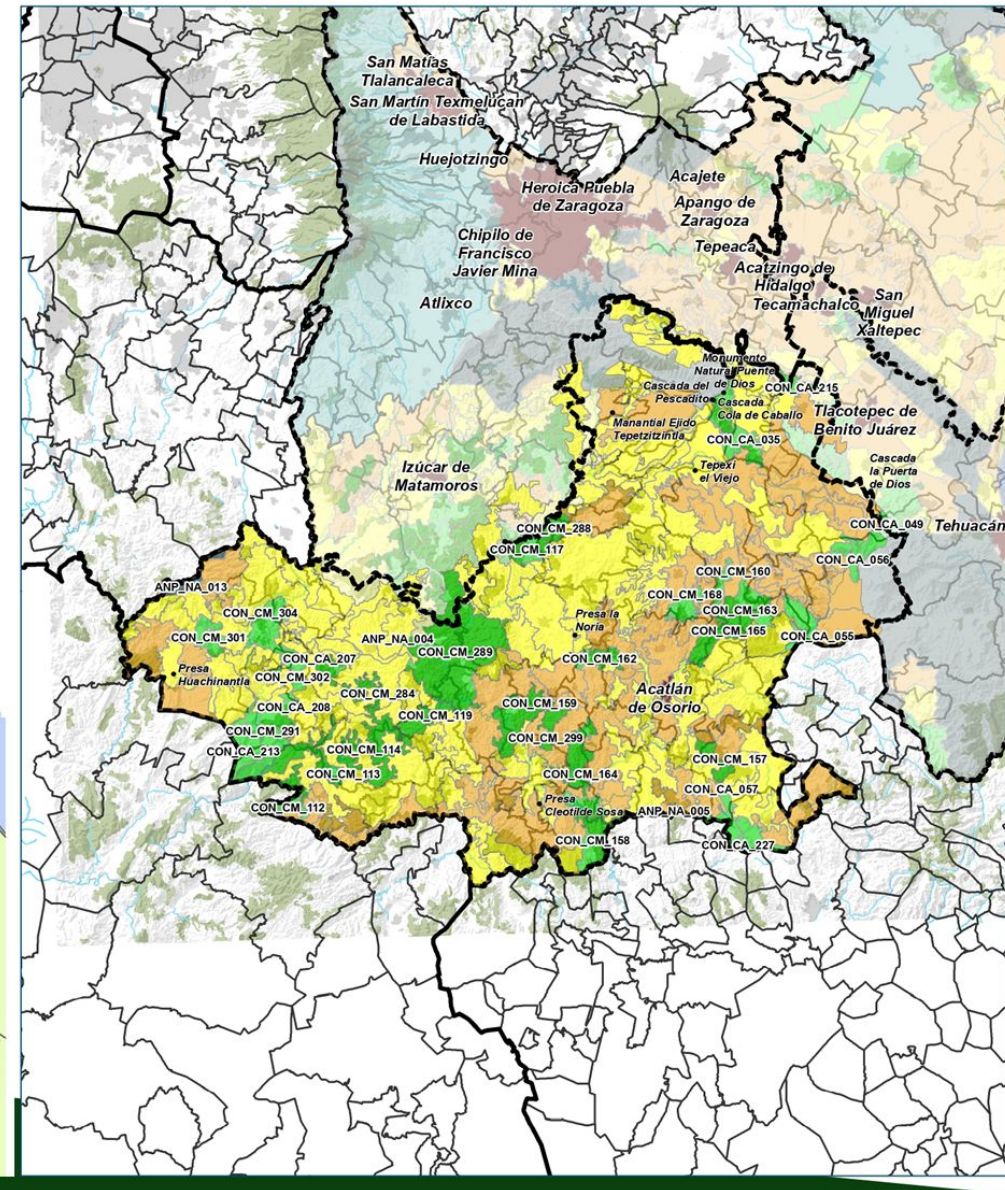 San Matías
Tlalancaleca
San Martín Texmelucan
de Labastida
Huejotzingo
Heroica Puebla
de Zaragoza
Acajete
Apango de
Zaragoza
Chipilo de
Francisco
Javier Mina
Tepeaca
Acatzingo de
Hidalgo
Tecamachalco
San
Miguel
Xaltepec
Atlixco
Monumento
Natural Puente
de Dios
Cascada del
Pescadito
CON_CA_215
Cascada
Cola de Caballo
Manantial Ejido
Tepetzitzintla
Tlacotepec de
Benito Juárez
CON_CA_035
Izúcar de
Matamoros
Tepexi
el Viejo
Cascada
la Puerta
de Dios
CON_CM_288
CON_CA_049
Tehuacán
CON_CM_117
CON_CA_056
ANP_NA_013
CON_CM_160
CON_CM_168
CON_CM_304
CON_CM_163
Presa la
Noria
CON_CM_301
ANP_NA_004
CON_CM_165
CON_CA_055
CON_CM_289
CON_CA_207
CON_CM_162
Presa
Huachinantla
CON_CM_302
CON_CM_284
Acatlán
de Osorio
CON_CA_208
CON_CM_159
CON_CM_119
CON_CM_291
CON_CM_299
CON_CA_213
CON_CM_114
CON_CM_157
CON_CM_113
CON_CM_164
CON_CA_057
CON_CM_112
Presa
Cleotilde Sosa
ANP_NA_005
CON_CM_158
CON_CA_227